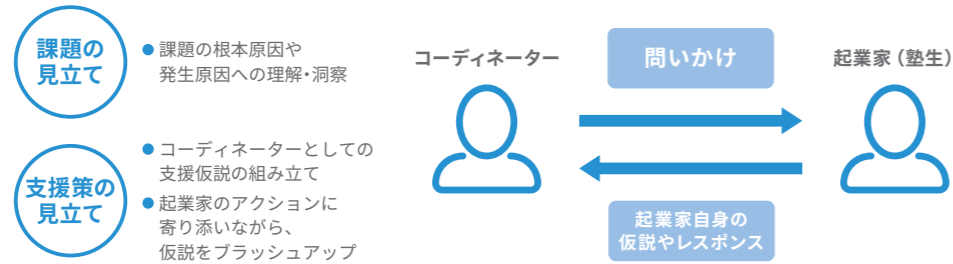 課題の
見立て
● 課題の根本原因や
発生原因への理解・洞察
支援策の
見立て
● コーディネーターとしての
支援仮説の組み立て
● 起業家のアクションに
寄り添いながら、
仮説をブラッシュアップ
コーディネーター
問いかけ
起業家（塾生）
起業家自身の
仮説やレスポンス